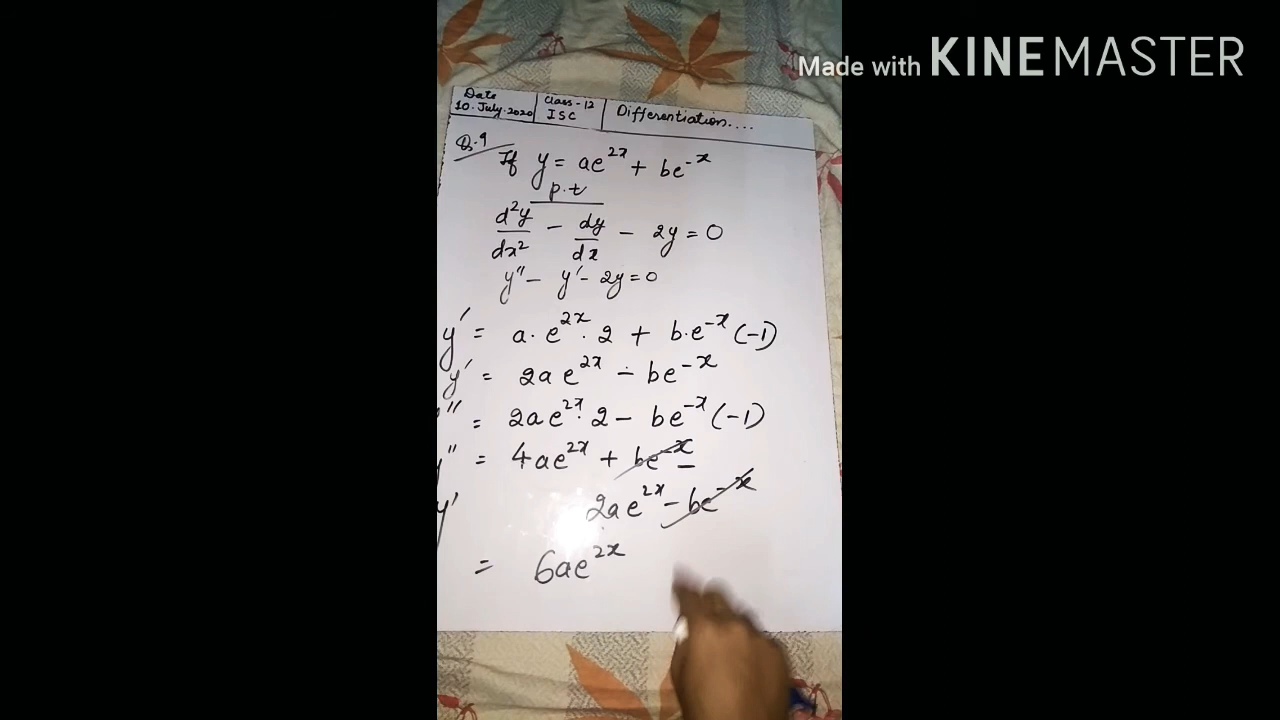 Made with KINEMASTER
Date
10. July. 2020
Class - 12
ISC
Differentiation....
Q.9
If y = ae^2x + be^-x
p.t
d²y/dx² - dy/dx - 2y = 0
y'' - y' - 2y = 0
y' = a. e^2x . 2 + b. e^-x (-1)
y' = 2a e^2x - be^-x
'' = 2ae^2x . 2 - be^-x (-1)
y'' = 4ae^2x + be^-x -
y' 2ae^2x - be^-x
= 6ae^2x